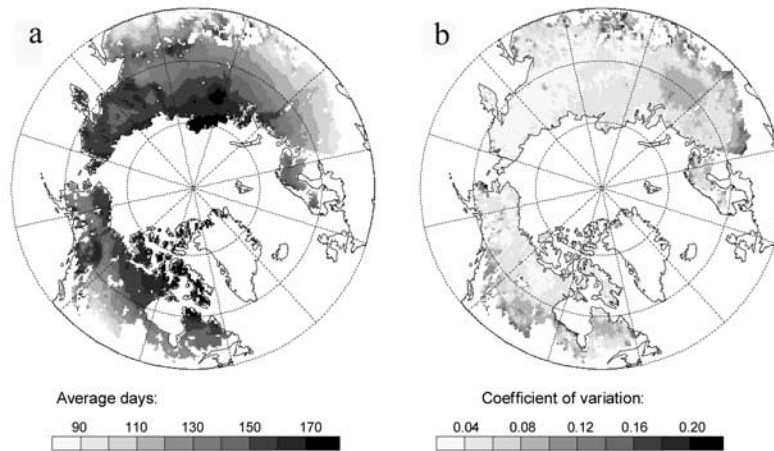 a
b
Average days:
90 110 130 150 170
Coefficient of variation:
0.04 0.08 0.12 0.16 0.20